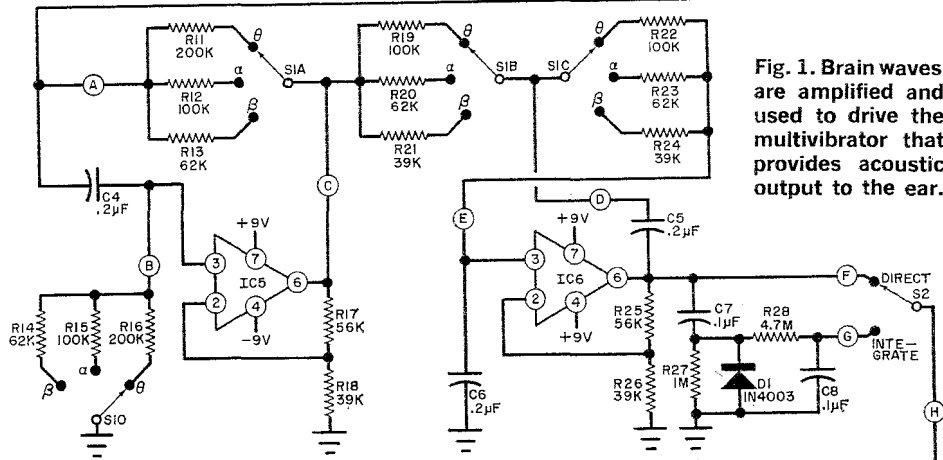 R11
200K
R12
100K
R13
62K
θ
α
β
S1A
R19
100K
R20
62K
R21
39K
θ
α
β
S1B
S1C
θ
α
β
R22
100K
R23
62K
R24
39K
Fig. 1. Brain waves
are amplified and
used to drive the
multivibrator that
provides acoustic
output to the ear.
A
C4
.2µF
B
C
E
D
C5
.2µF
+9V
3
7
IC5
6
2
4
-9V
+9V
3
7
IC6
6
2
4
+9V
R14
62K
R15
100K
R16
200K
β
α
θ
S1D
R17
56K
R18
39K
C6
.2µF
R25
56K
R26
39K
F
DIRECT
S2
C7
.1µF
R28
4.7M
G
INTE-
GRATE
R27
1M
D1
1N4003
C8
.1µF
H